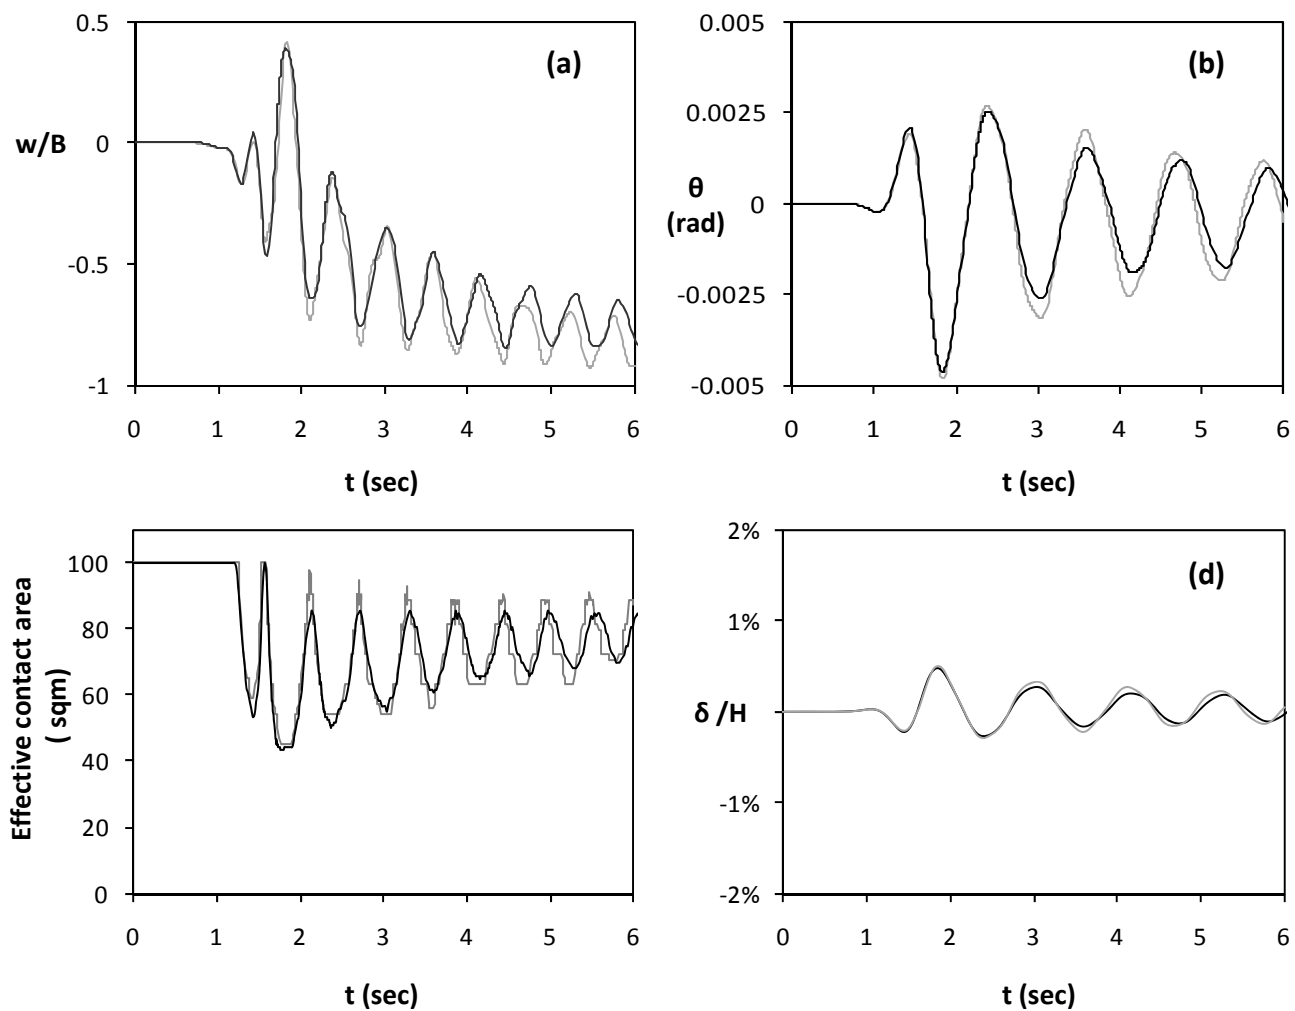 0.5
(a)
w/B
0
-0.5
-1
0 1 2 3 4 5 6
t (sec)
0.005
(b)
0.0025
θ
(rad)
0
-0.0025
-0.005
0 1 2 3 4 5 6
t (sec)
Effective contact area
( sqm)
100
80
60
40
20
0
0 1 2 3 4 5 6
t (sec)
2%
(d)
1%
δ /H
0
-1%
-2%
0 1 2 3 4 5 6
t (sec)